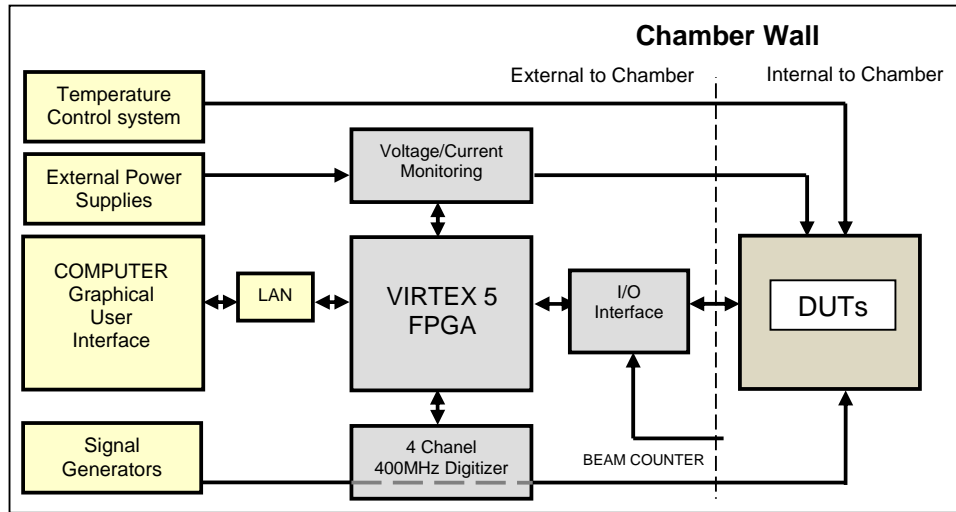 Chamber Wall
External to Chamber
Internal to Chamber
Temperature
Control system
Voltage/Current
Monitoring
External Power
Supplies
COMPUTER
Graphical
User
Interface
LAN
VIRTEX 5
FPGA
I/O
Interface
DUTs
Signal
Generators
4 Chanel
400MHz Digitizer
BEAM COUNTER